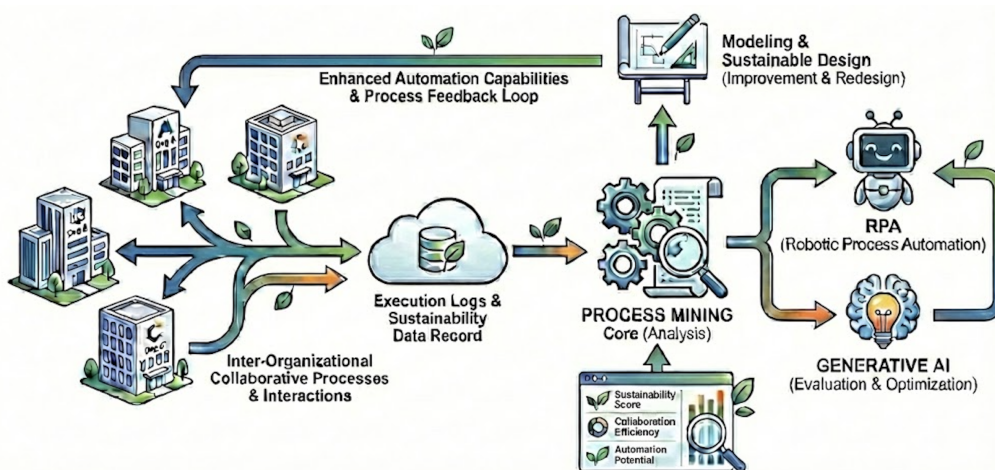 Enhanced Automation Capabilities
& Process Feedback Loop
Modeling &
Sustainable Design
(Improvement & Redesign)
RPA
(Robotic Process Automation)
Execution Logs &
Sustainability
Data Record
PROCESS MINING
Core (Analysis)
Inter-Organizational
Collaborative Processes
& Interactions
GENERATIVE AI
(Evaluation & Optimization)
Sustainability
Score
Collaboration
Efficiency
Automation
Potential